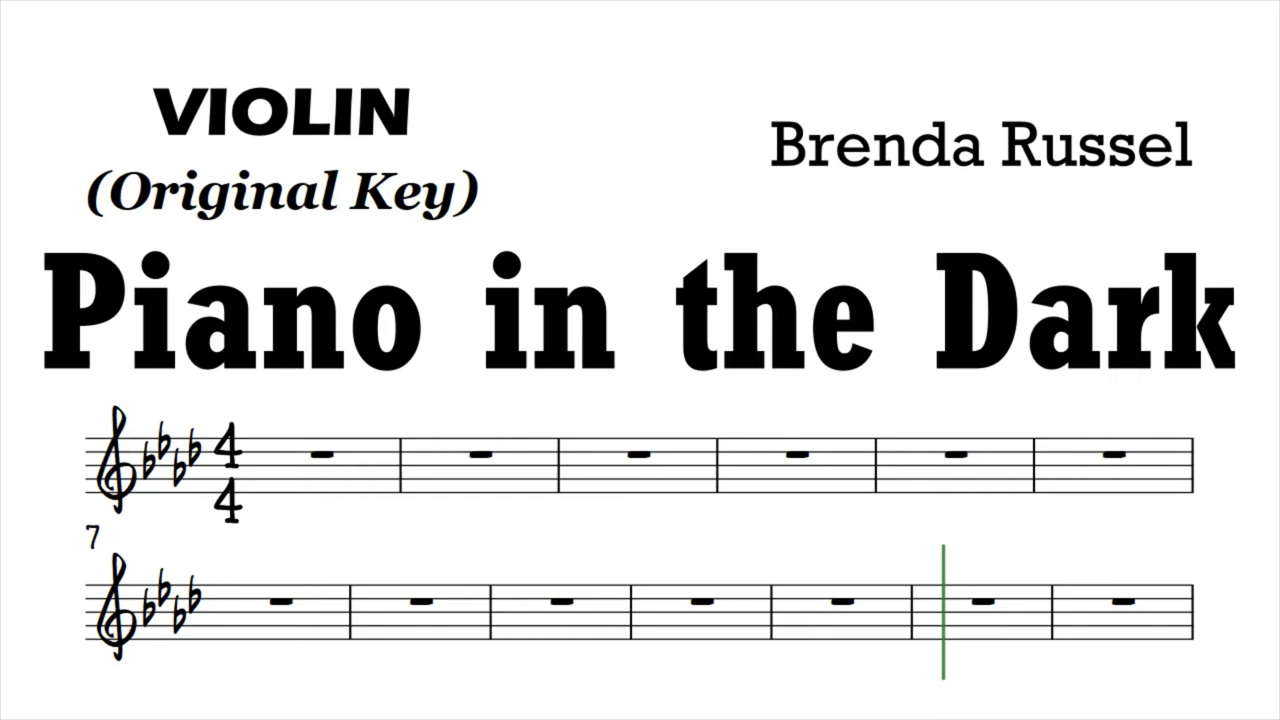 VIOLIN
Brenda Russel
(Original Key)
Piano in the Dark
4
4
7